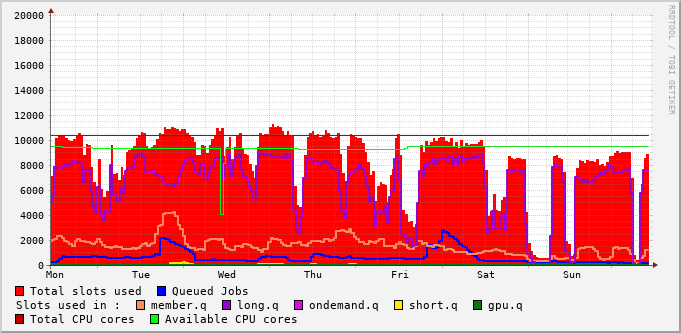 RRDTOOL / TOBI OETIKER
20000
18000
16000
14000
12000
10000
8000
6000
4000
2000
0
Mon Tue Wed Thu Fri Sat Sun
Total slots used Queued Jobs
Slots used in : member.q long.q ondemand.q short.q gpu.q
Total CPU cores Available CPU cores